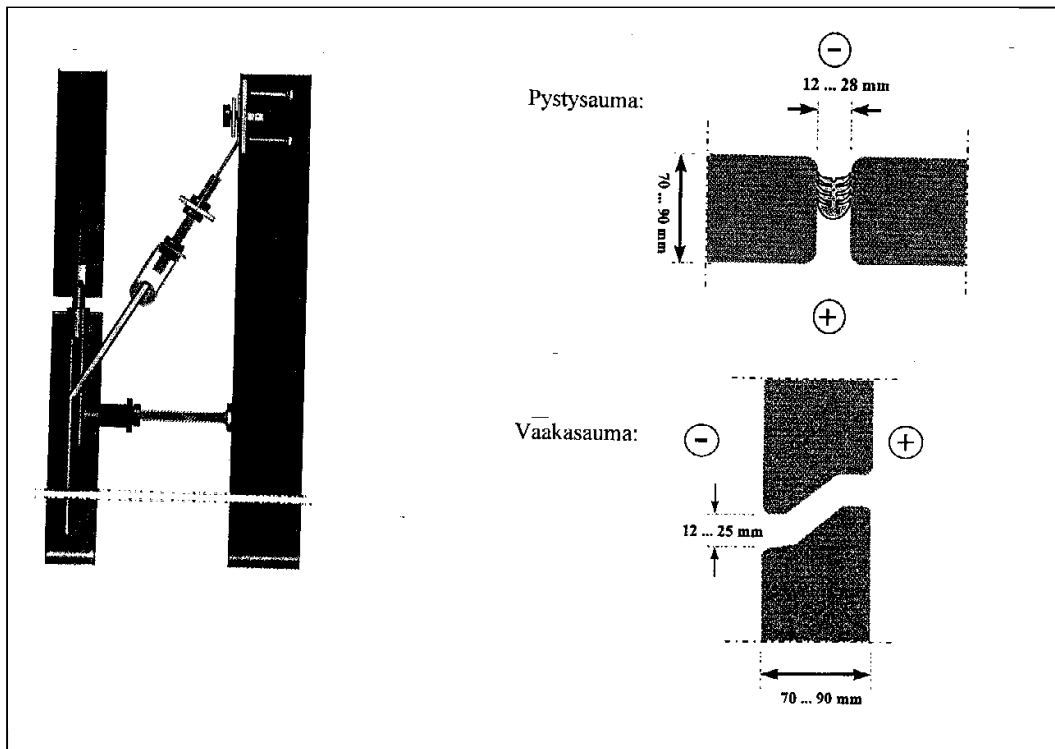 −
12 ... 28 mm
Pystysauma:
70 ... 90 mm
+
Vaakasauma:
−
+
12 ... 25 mm
70 ... 90 mm